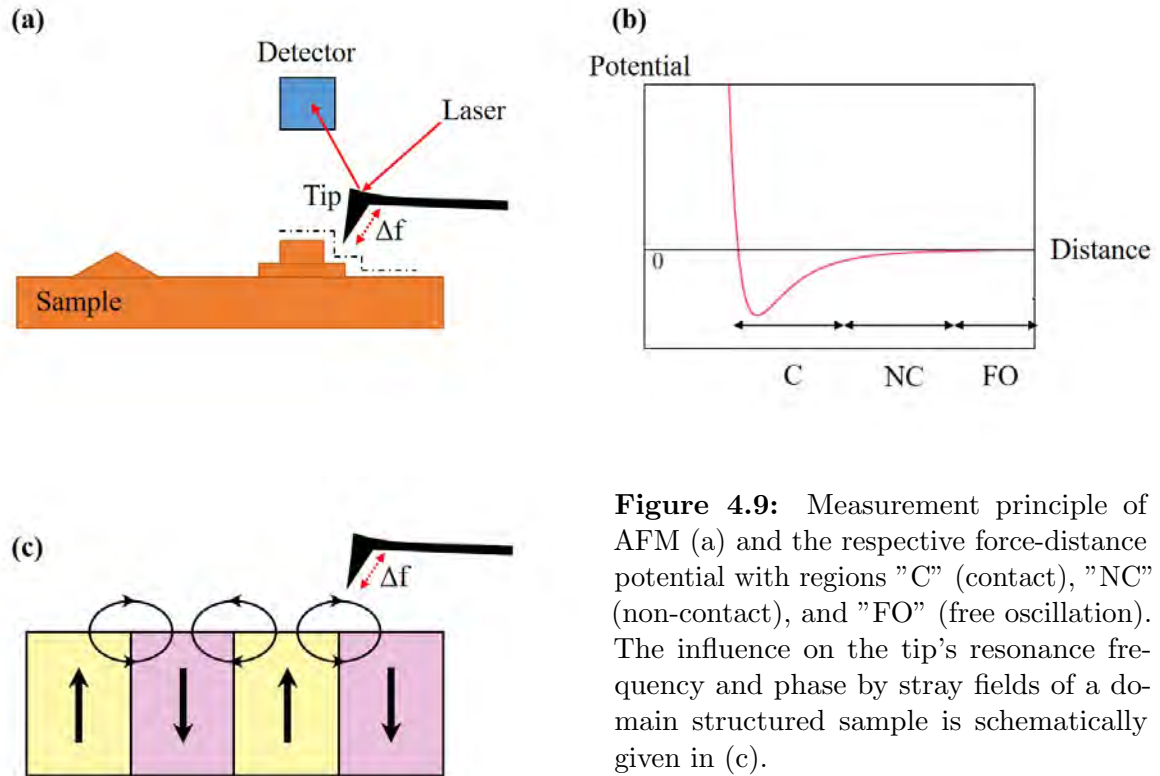 (a)
Detector
Laser
Tip
Δf
Sample
(b)
Potential
0
Distance
C NC FO
(c)
Δf
Figure 4.9: Measurement principle of
AFM (a) and the respective force-distance
potential with regions ”C” (contact), ”NC”
(non-contact), and ”FO” (free oscillation).
The influence on the tip’s resonance fre-
quency and phase by stray fields of a do-
main structured sample is schematically
given in (c).